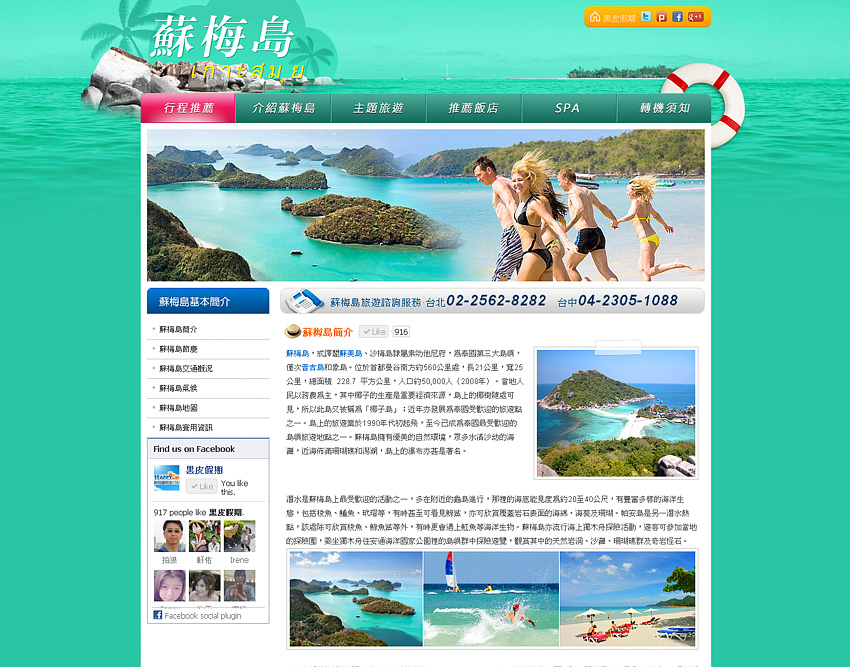 蘇梅島
เกาะสมุย
黑皮假期
行程推薦 介紹蘇梅島 主題旅遊 推薦飯店 SPA 轉機須知
蘇梅島基本簡介
蘇梅島旅遊諮詢服務·台北02-2562-8282 台中04-2305-1088
蘇梅島簡介
蘇梅島節慶
蘇梅島交通概況
蘇梅島氣候
蘇梅島地圖
蘇梅島實用資訊
Find us on Facebook
黑皮假期
Like You like this.
917 people like 黑皮假期.
拍狼 軒佑 Irene
Facebook social plugin
蘇梅島簡介 Like 916
蘇梅島，或譯闢蘇美島、沙梅島隸屬素叻他尼府，為泰國第三大島嶼，
僅次普吉島和象島。位於首都曼谷南方約560公里處，長21公里，寬25
公里，總面積 228.7 平方公里，人口約50,000人（2008年）。當地人
民以務農為主，其中椰子的生產是重要經濟來源，島上的椰樹隨處可
見，所以此島又被稱為「椰子島」；近年亦發展為泰國受歡迎的旅遊點
之一。島上的旅遊業於1990年代初起飛，至今已成為泰國最受歡迎的
島嶼旅遊地點之一。蘇梅島擁有優美的自然環境，眾多水清沙幼的海
灘，近海佈滿珊瑚礁和潟湖，島上的瀑布亦甚是著名。
潛水是蘇梅島上最受歡迎的活動之一，多在附近的龜島進行，那裡的海底能見度為約20至40公尺，有豐富多樣的海洋生
態，包括梭魚、鱸魚、玳瑁等，有時甚至可看見鯨鯊，亦可欣賞覆蓋岩石表面的海綿、海葵及珊瑚。帕安島是另一潛水熱
點，該處除可欣賞梭魚、鯨魚鯊等外，有時更會遇上魟魚等海洋生物。蘇梅島亦流行海上獨木舟探險活動，遊客可參加當地
的探險團，乘坐獨木舟往安通海洋國家公園裡的島嶼群中探險遊覽，觀賞其中的天然岩洞、沙灘、珊瑚礁群及奇岩怪石。